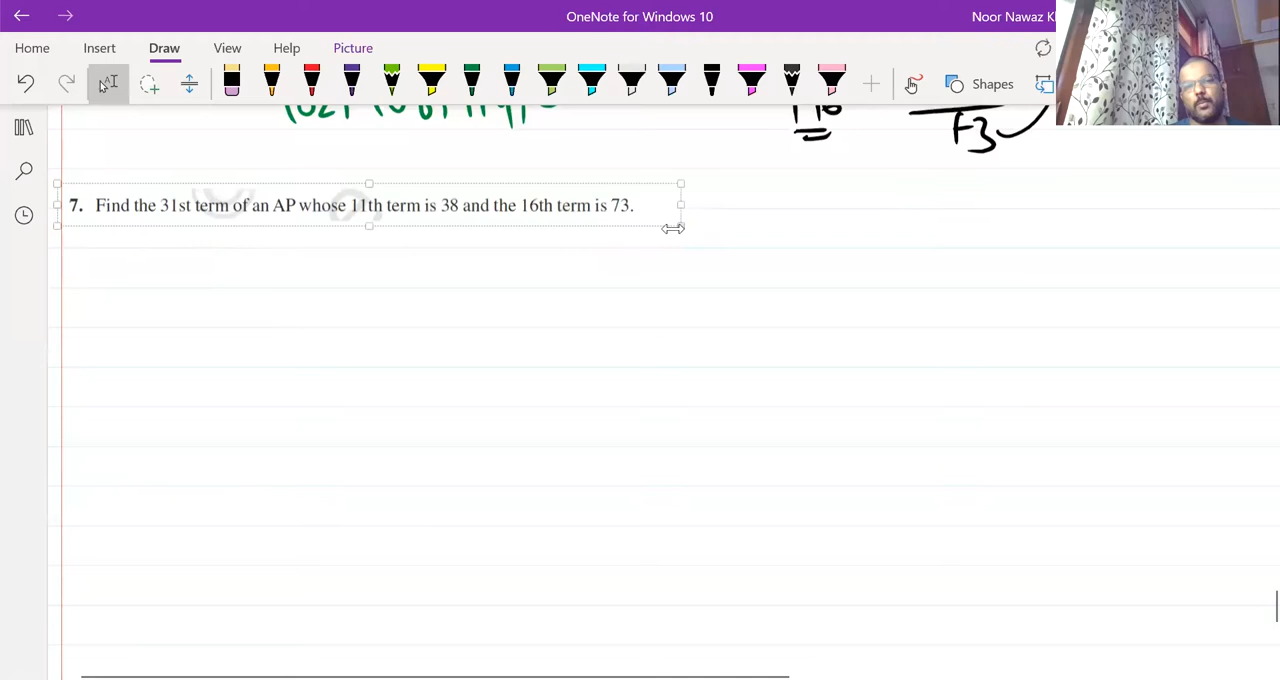 OneNote for Windows 10
Noor Nawaz
Home Insert Draw View Help Picture
Shapes
7. Find the 31st term of an AP whose 11th term is 38 and the 16th term is 73.